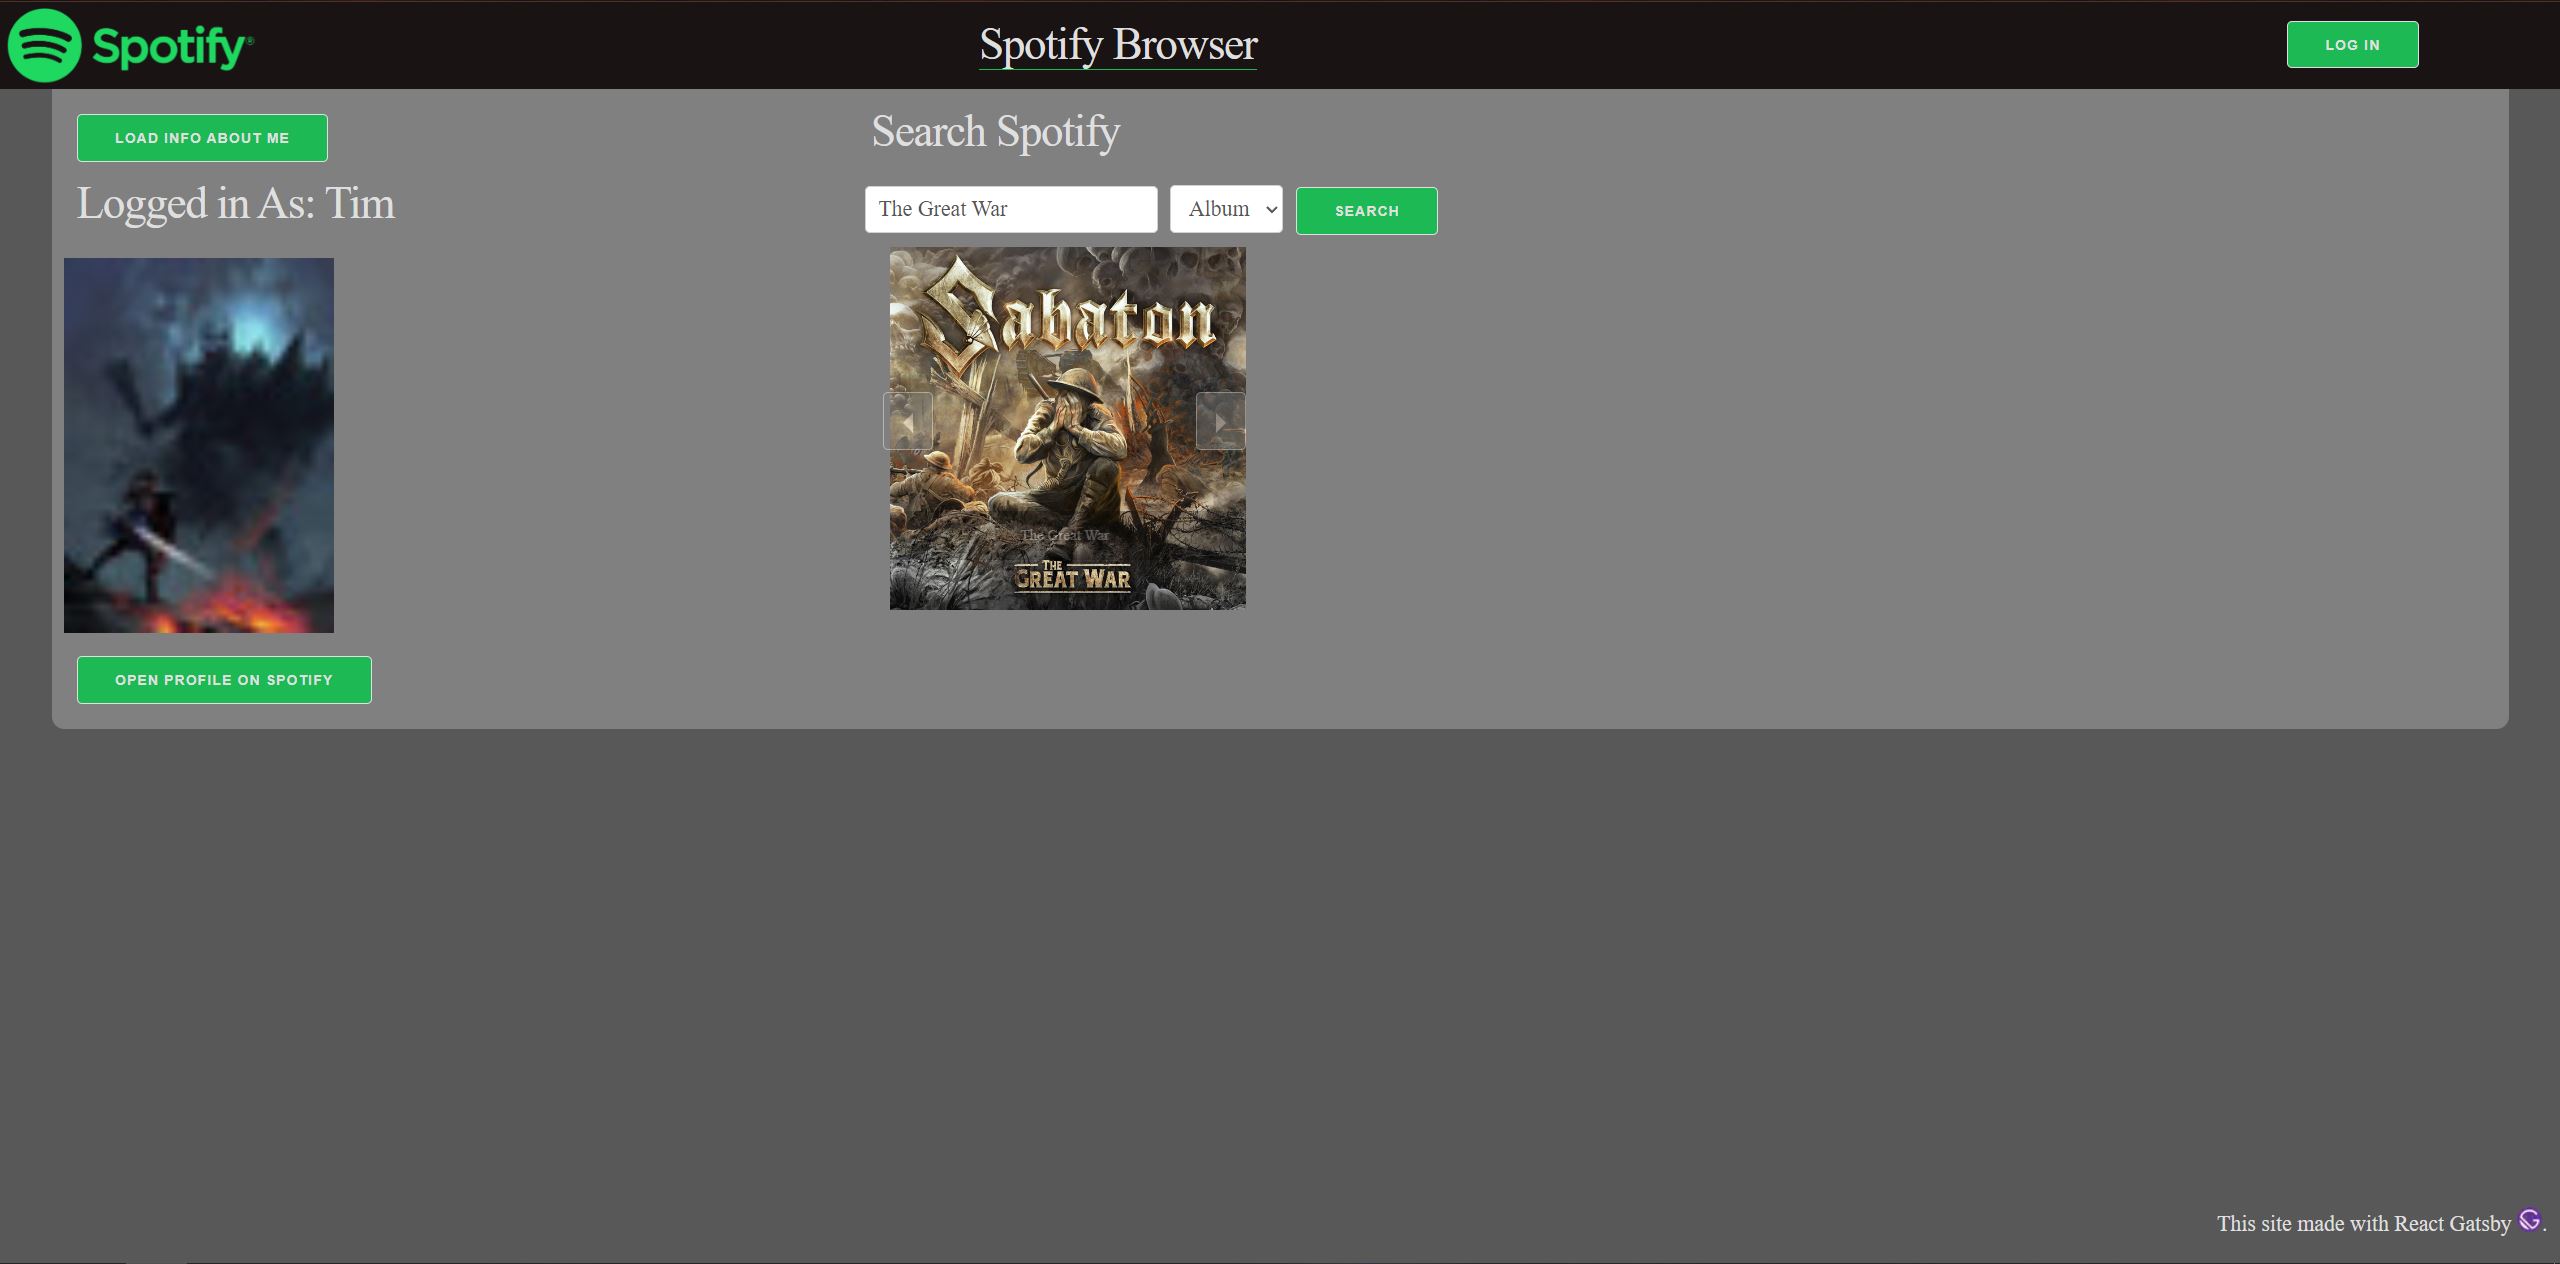 Spotify®
Spotify Browser
LOG IN
LOAD INFO ABOUT ME
Logged in As: Tim
OPEN PROFILE ON SPOTIFY
Search Spotify
The Great War
Album
SEARCH
Sabaton
The Great War
THE
GREAT WAR
This site made with React Gatsby .